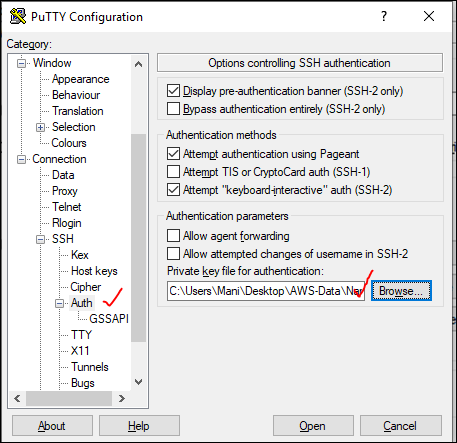 PuTTY Configuration
Category:
Window
Appearance
Behaviour
Translation
Selection
Colours
Connection
Data
Proxy
Telnet
Rlogin
SSH
Kex
Host keys
Cipher
Auth
GSSAPI
TTY
X11
Tunnels
Bugs
Options controlling SSH authentication
Display pre-authentication banner (SSH-2 only)
Bypass authentication entirely (SSH-2 only)
Authentication methods
Attempt authentication using Pageant
Attempt TIS or CryptoCard auth (SSH-1)
Attempt "keyboard-interactive" auth (SSH-2)
Authentication parameters
Allow agent forwarding
Allow attempted changes of username in SSH-2
Private key file for authentication:
C:\Users\Mani\Desktop\AWS-Data\
Browse...
About
Help
Open
Cancel